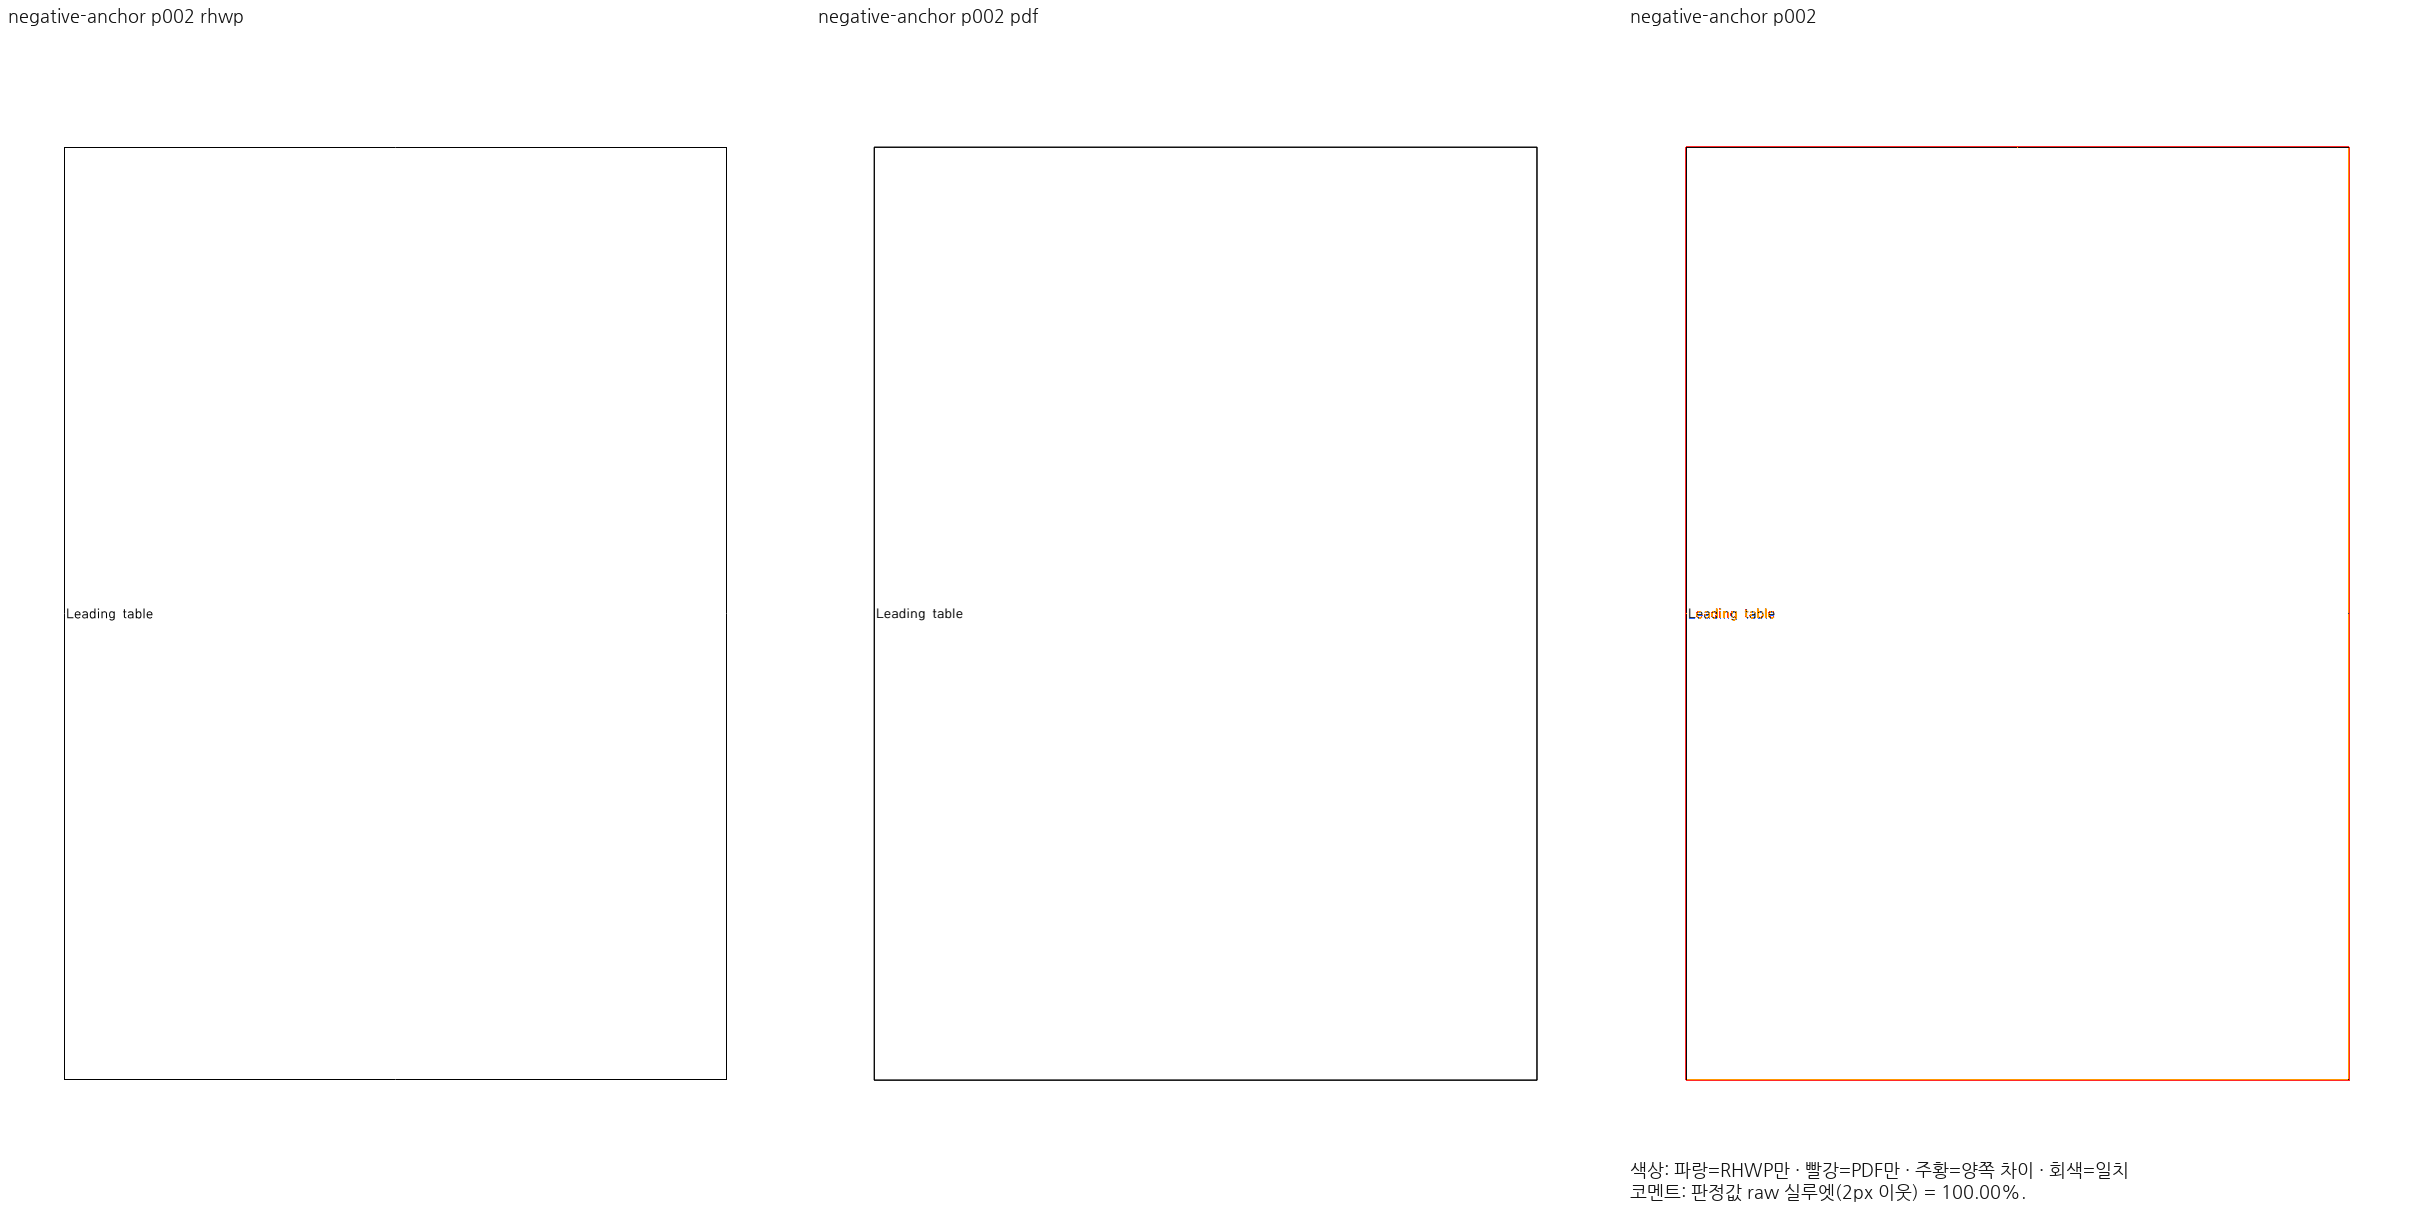 negative-anchor p002 rhwp
negative-anchor p002 pdf
negative-anchor p002
Leading table
Leading table
Leading table
색상: 파랑=RHWP만 · 빨강=PDF만 · 주황=양쪽 차이 · 회색=일치
코멘트: 판정값 raw 실루엣(2px 이웃) = 100.00%.